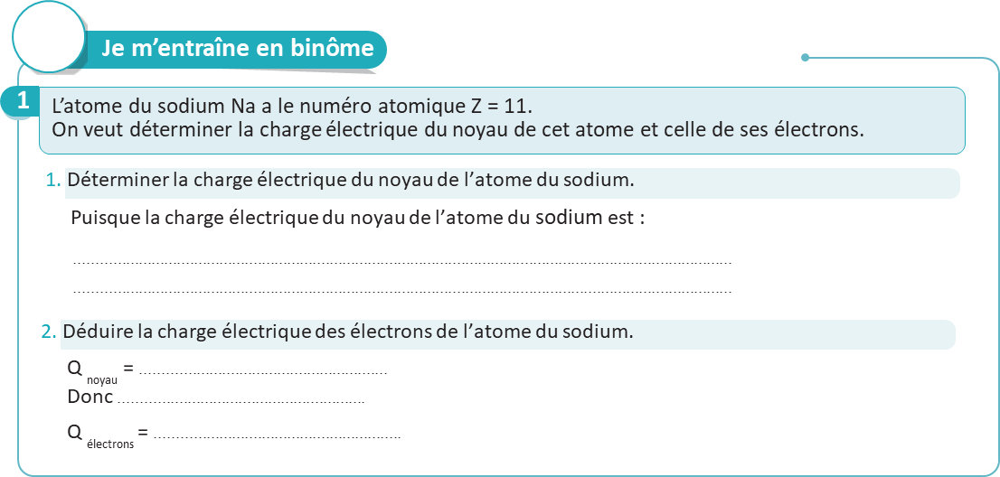 Je m’entraîne en binôme
1
L’atome du sodium Na a le numéro atomique Z = 11.
On veut déterminer la charge électrique du noyau de cet atome et celle de ses électrons.
1. Déterminer la charge électrique du noyau de l’atome du sodium.
Puisque la charge électrique du noyau de l’atome du sodium est :
2. Déduire la charge électrique des électrons de l’atome du sodium.
Q noyau = ........................................................
Donc ........................................................
Q électrons = ........................................................